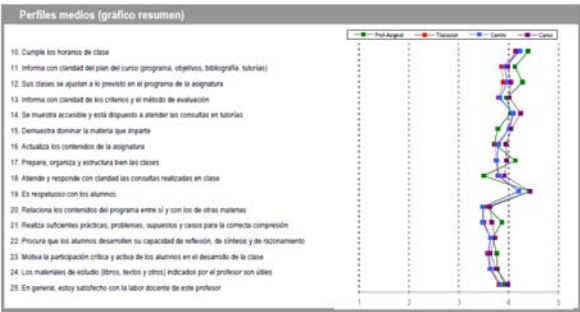 Perfiles medios (gráfico resumen)
Prof-Asignat Titulacion Centro Curso
10. Cumple los horarios de clase
11. Informa con claridad del plan del curso (programa, objetivos, bibliografía, tutorías)
12. Sus clases se ajustan a lo previsto en el programa de la asignatura
13. Informa con claridad de los criterios y el método de evaluación
14. Se muestra accesible y está dispuesto a atender las consultas en tutorías
15. Demuestra dominar la materia que imparte
16. Actualiza los contenidos de la asignatura
17. Prepara, organiza y estructura bien las clases
18. Atiende y responde con claridad las consultas realizadas en clase
19. Es respetuoso con los alumnos
20. Relaciona los contenidos del programa entre sí y con los de otras materias
21. Realiza suficientes prácticas, problemas, supuestos y casos para la correcta compresión
22. Procura que los alumnos desarrollen su capacidad de reflexión, de síntesis y de razonamiento
23. Motiva la participación crítica y activa de los alumnos en el desarrollo de la clase
24. Los materiales de estudio (libros, textos y otros) indicados por el profesor son útiles
25. En general, estoy satisfecho con la labor docente de este profesor
1 2 3 4 5